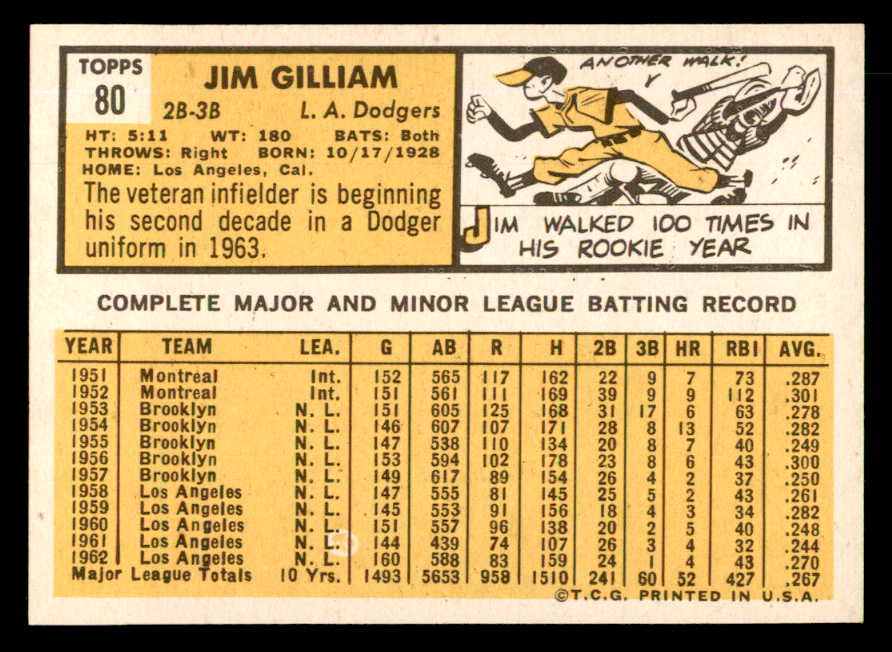 TOPPS
80
JIM GILLIAM
2B-3B L. A. Dodgers
HT: 5:11 WT: 180 BATS: Both
THROWS: Right BORN: 10/17/1928
HOME: Los Angeles, Cal.
The veteran infielder is beginning
his second decade in a Dodger
uniform in 1963.
ANOTHER WALK!
JIM WALKED 100 TIMES IN
HIS ROOKIE YEAR
COMPLETE MAJOR AND MINOR LEAGUE BATTING RECORD
YEAR TEAM LEA. G AB R H 2B 3B HR RBI AVG.
1951 Montreal Int. 152 565 117 162 22 9 7 73 .287
1952 Montreal Int. 151 561 111 169 39 9 9 112 .301
1953 Brooklyn N. L. 151 605 125 168 31 17 6 63 .278
1954 Brooklyn N. L. 146 607 107 171 28 8 13 52 .282
1955 Brooklyn N. L. 147 538 110 134 20 8 7 40 .249
1956 Brooklyn N. L. 153 594 102 178 23 8 6 43 .300
1957 Brooklyn N. L. 149 617 89 154 26 4 2 37 .250
1958 Los Angeles N. L. 147 555 81 145 25 5 2 43 .261
1959 Los Angeles N. L. 145 553 91 156 18 4 3 34 .282
1960 Los Angeles N. L. 151 557 96 138 20 2 5 40 .248
1961 Los Angeles N. L. 144 439 74 107 26 3 4 32 .244
1962 Los Angeles N. L. 160 588 83 159 24 1 4 43 .270
Major League Totals 10 Yrs. 1493 5653 958 1510 241 60 52 427 .267
©T.C.G. PRINTED IN U.S.A.